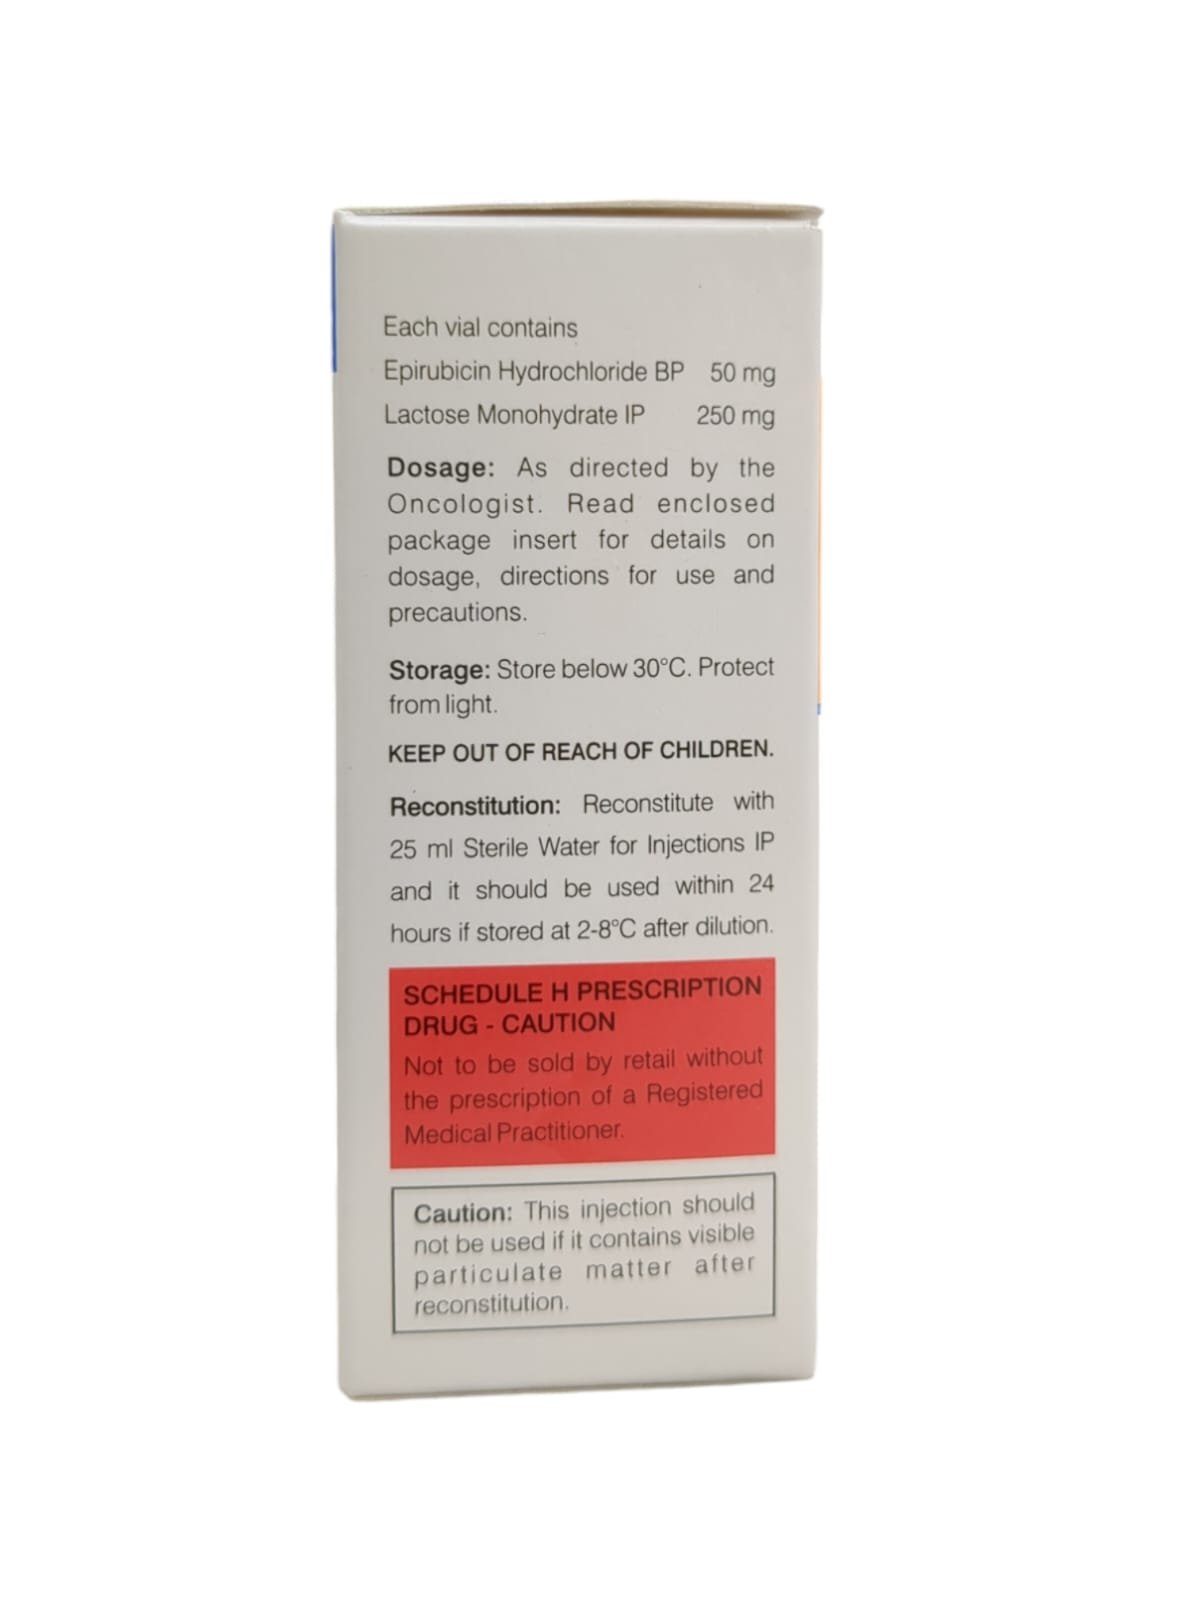 Each vial contains
Epirubicin Hydrochloride BP 50 mg
Lactose Monohydrate IP 250 mg
Dosage: As directed by the
Oncologist. Read enclosed
package insert for details on
dosage, directions for use and
precautions.
Storage: Store below 30°C. Protect
from light.
KEEP OUT OF REACH OF CHILDREN.
Reconstitution: Reconstitute with
25 ml Sterile Water for Injections IP
and it should be used within 24
hours if stored at 2-8°C after dilution.
SCHEDULE H PRESCRIPTION
DRUG - CAUTION
Not to be sold by retail without
the prescription of a Registered
Medical Practitioner.
Caution: This injection should
not be used if it contains visible
particulate matter after
reconstitution.